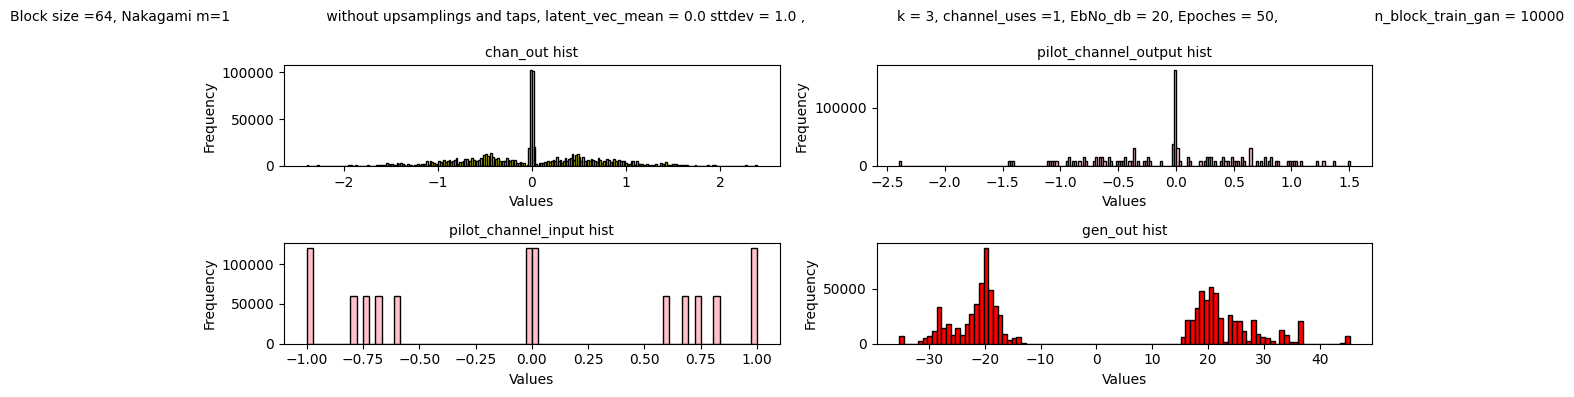 Block size =64, Nakagami m=1 without upsamplings and taps, latent_vec_mean = 0.0 sttdev = 1.0 , k = 3, channel_uses =1, EbNo_db = 20, Epoches = 50, n_block_train_gan = 10000
chan_out hist
Frequency
100000
50000
0
−2 −1 0 1 2
Values
pilot_channel_output hist
Frequency
100000
0
−2.5 −2.0 −1.5 −1.0 −0.5 0.0 0.5 1.0 1.5
Values
pilot_channel_input hist
Frequency
100000
50000
0
−1.00 −0.75 −0.50 −0.25 0.00 0.25 0.50 0.75 1.00
Values
gen_out hist
Frequency
50000
0
−30 −20 −10 0 10 20 30 40
Values